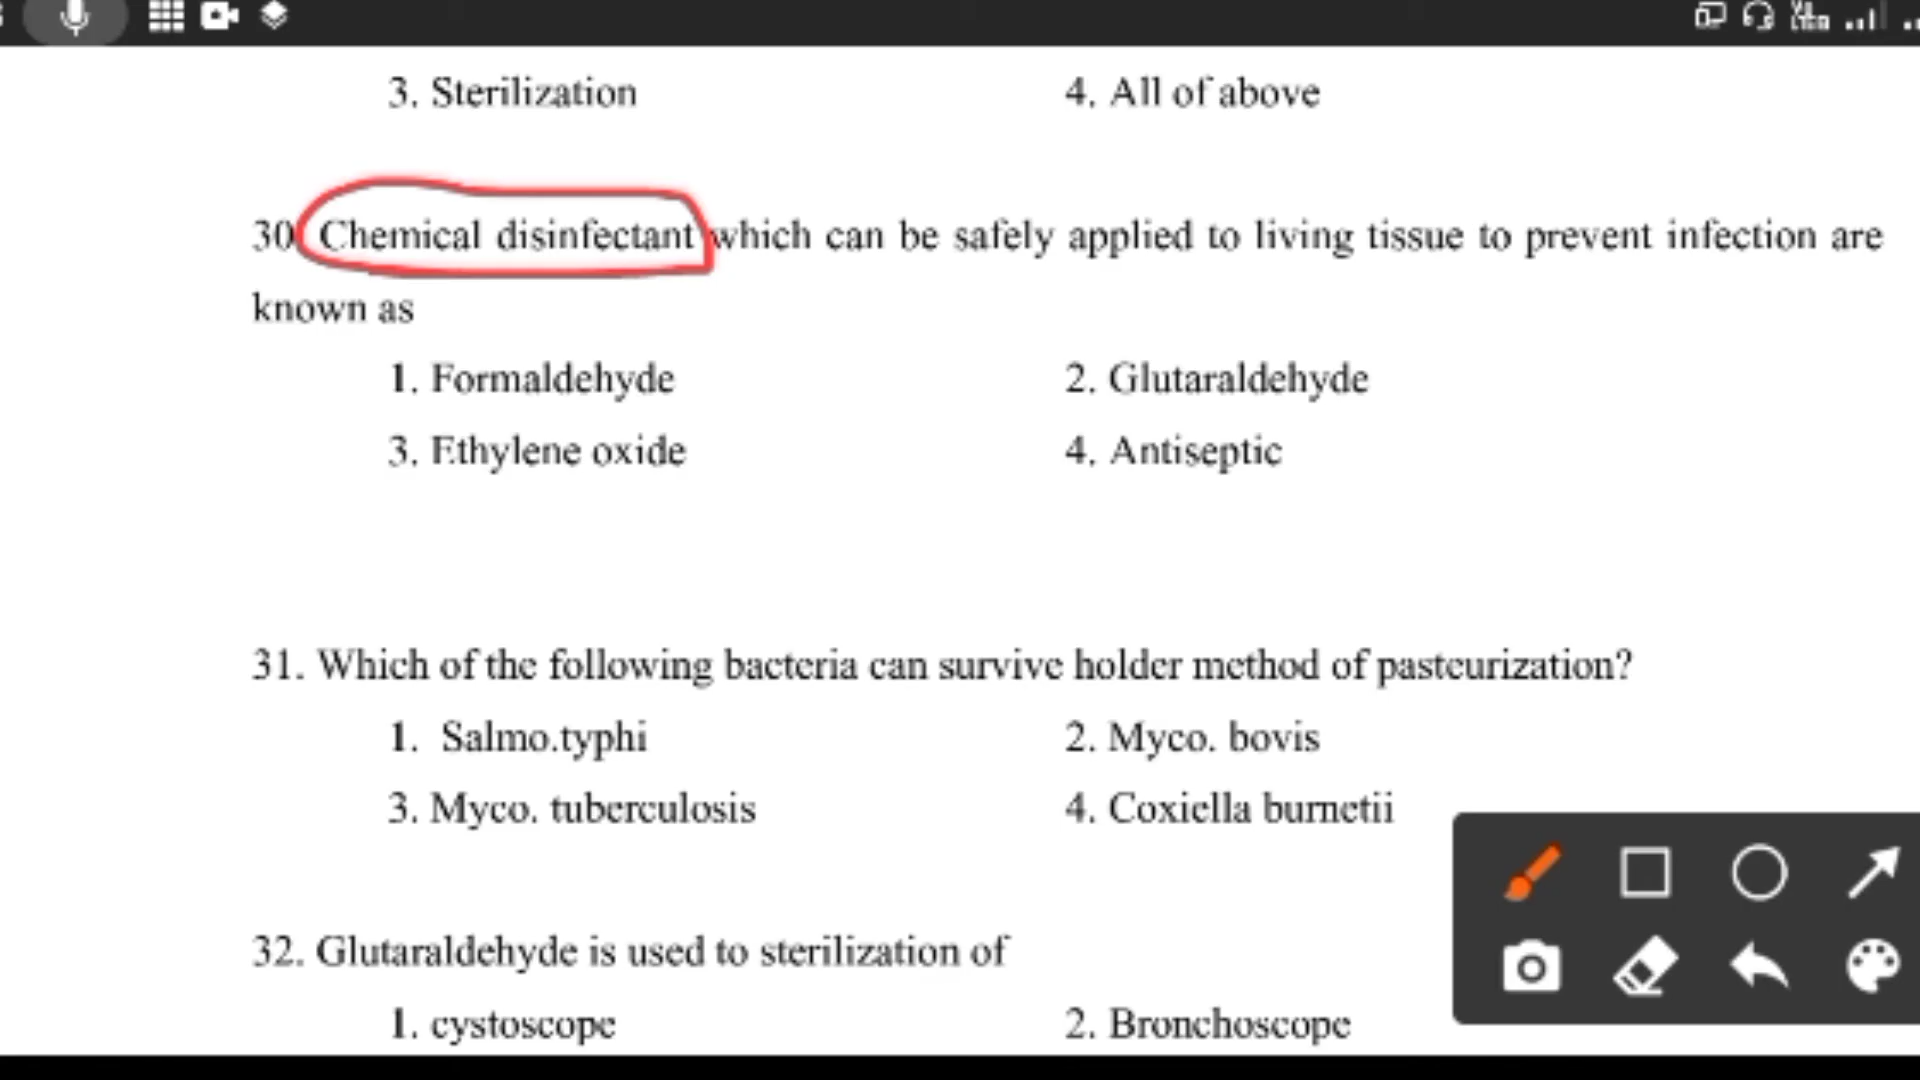 3. Sterilization 4. All of above
30. Chemical disinfectant which can be safely applied to living tissue to prevent infection are
known as
1. Formaldehyde 2. Glutaraldehyde
3. Ethylene oxide 4. Antiseptic
31. Which of the following bacteria can survive holder method of pasteurization?
1. Salmo.typhi 2. Myco. bovis
3. Myco. tuberculosis 4. Coxiella burnetii
32. Glutaraldehyde is used to sterilization of
1. cystoscope 2. Bronchoscope